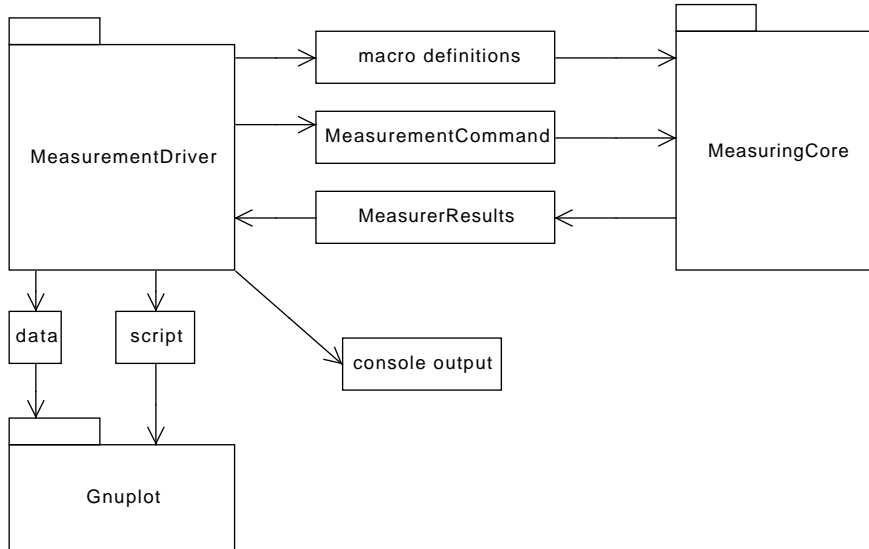 macro definitions
MeasurementCommand
MeasurementDriver
MeasuringCore
MeasurerResults
data
script
console output
Gnuplot